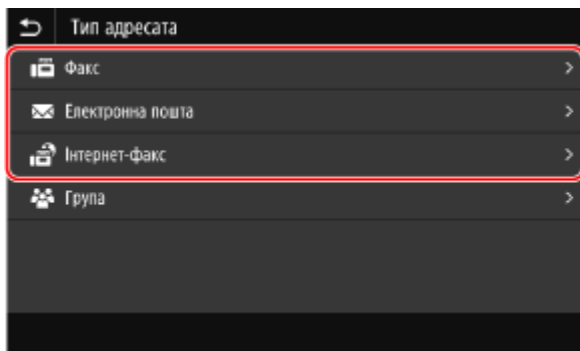 Тип адресата
Факс
Електронна пошта
Інтернет-факс
Група